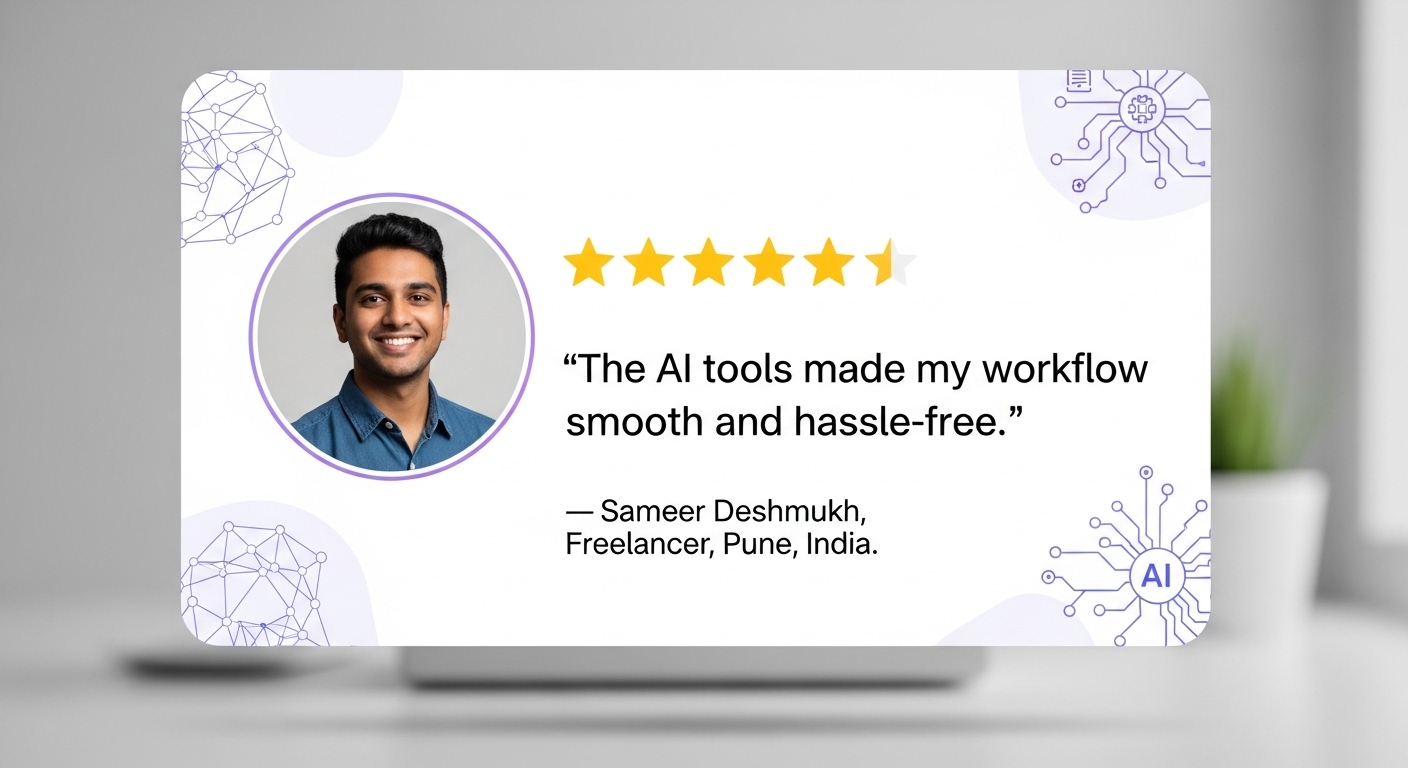 “The AI tools made my workflow
smooth and hassle-free.”
— Sameer Deshmukh,
Freelancer, Pune, India.
AI